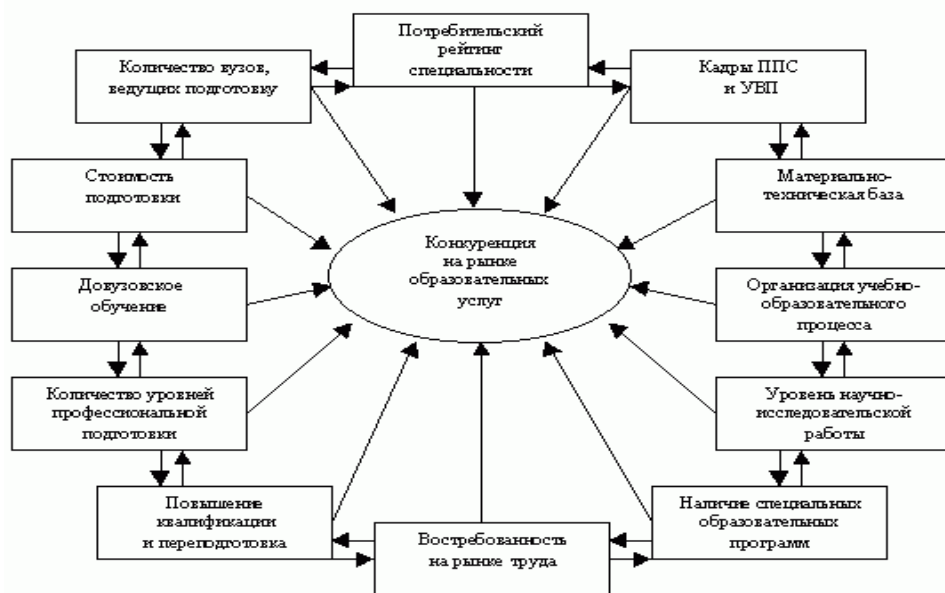 Потребительский
рейтинг
специальности
Количество вузов,
ведущих подготовку
Кадры ППС
и УВП
Стоимость
подготовки
Материально-
техническая база
Конкуренция
на рынке
образовательных
услуг
Довузовское
обучение
Организация учебно-
образовательного
процесса
Количество уровней
профессиональной
подготовки
Уровень научно-
исследовательской
работы
Повышение
квалификации
и переподготовка
Наличие специальных
образовательных
программ
Востребованность
на рынке труда